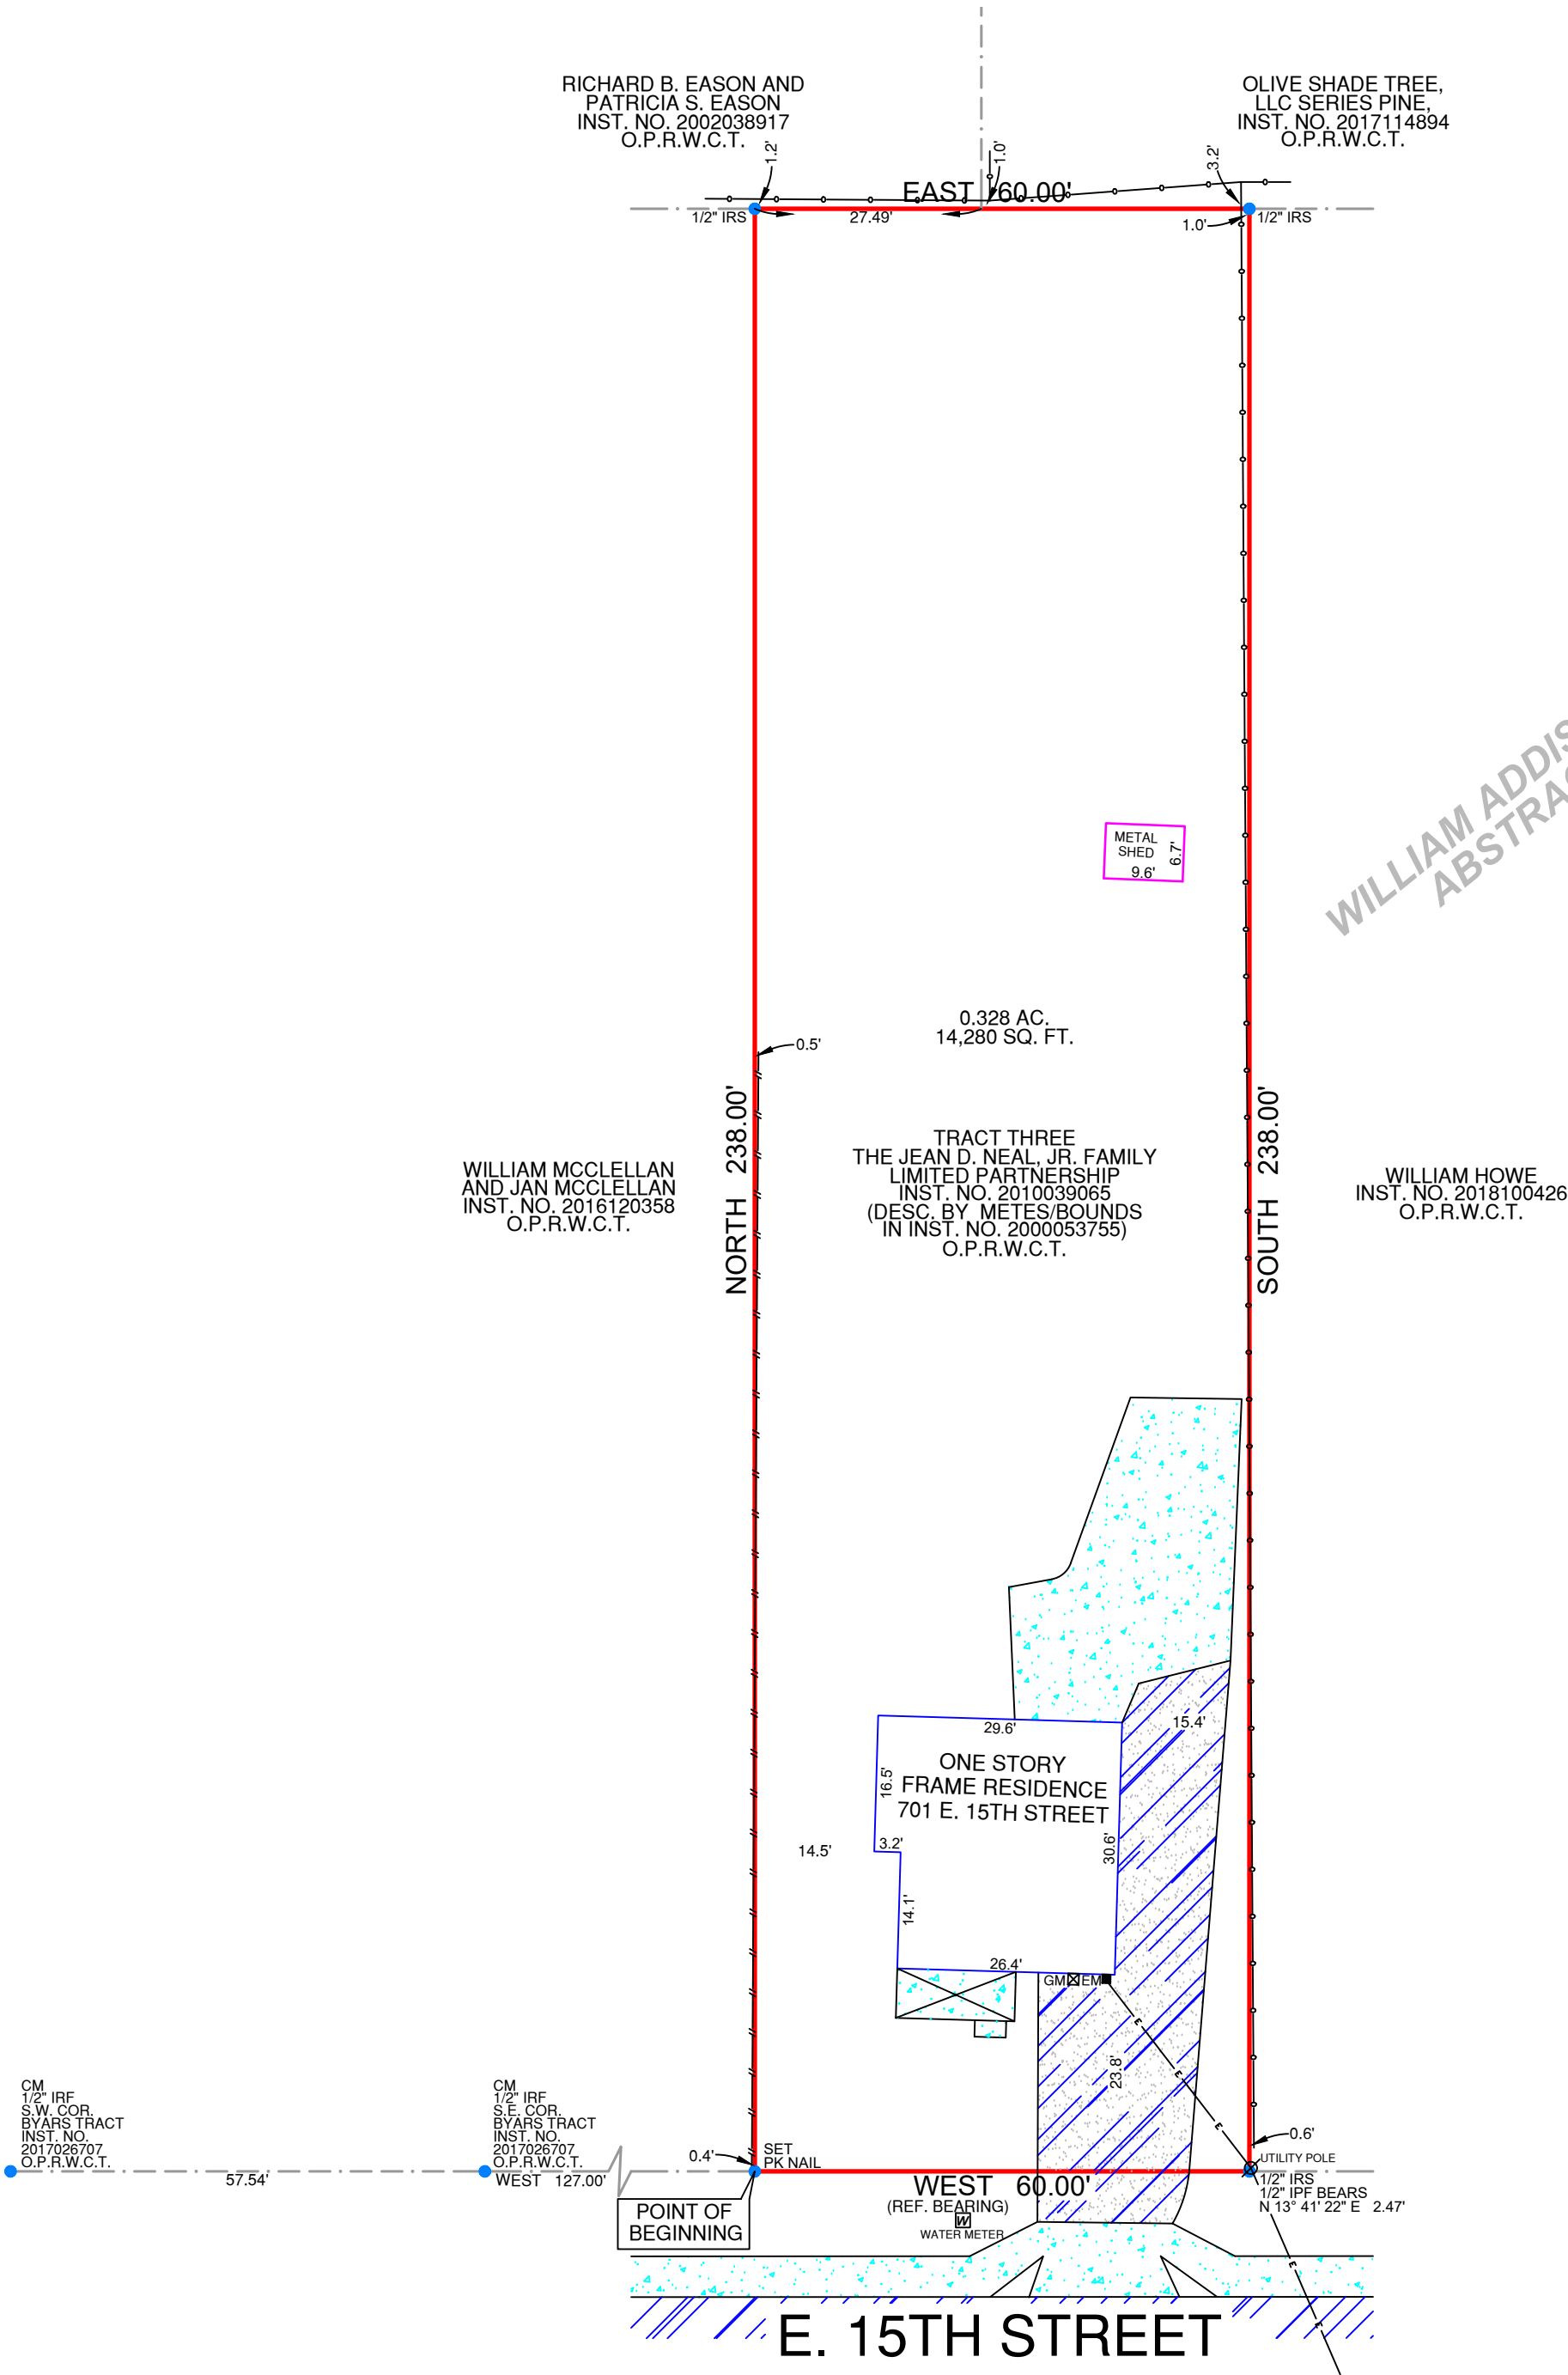 RICHARD B. EASON AND
PATRICIA S. EASON
INST. NO. 2002038917
O.P.R.W.C.T.
OLIVE SHADE TREE,
LLC SERIES PINE,
INST. NO. 2017114894
O.P.R.W.C.T.
1.2'
1.0'
3.2'
EAST 60.00'
1/2" IRS
27.49'
1.0'
1/2" IRS
WILLIAM ADDIS
ABSTRAC
METAL
SHED
6.7'
9.6'
0.328 AC.
14,280 SQ. FT.
0.5'
NORTH 238.00'
SOUTH 238.00'
WILLIAM MCCLELLAN
AND JAN MCCLELLAN
INST. NO. 2016120358
O.P.R.W.C.T.
TRACT THREE
THE JEAN D. NEAL, JR. FAMILY
LIMITED PARTNERSHIP
INST. NO. 2010039065
(DESC. BY METES/BOUNDS
IN INST. NO. 2000053755)
O.P.R.W.C.T.
WILLIAM HOWE
INST. NO. 2018100426
O.P.R.W.C.T.
15.4'
29.6'
ONE STORY
FRAME RESIDENCE
701 E. 15TH STREET
16.5'
3.2'
30.6'
14.5'
14.1'
26.4'
GM EM
E
23.8'
E
E
CM
1/2" IRF
S.W. COR.
BYARS TRACT
INST. NO.
2017026707
O.P.R.W.C.T.
57.54'
CM
1/2" IRF
S.E. COR.
BYARS TRACT
INST. NO.
2017026707
O.P.R.W.C.T.
WEST 127.00'
0.4'
SET
PK NAIL
0.6'
UTILITY POLE
1/2" IRS
1/2" IPF BEARS
N 13° 41' 22" E 2.47'
WEST 60.00'
(REF. BEARING)
W
WATER METER
POINT OF
BEGINNING
E
E
E. 15TH STREET